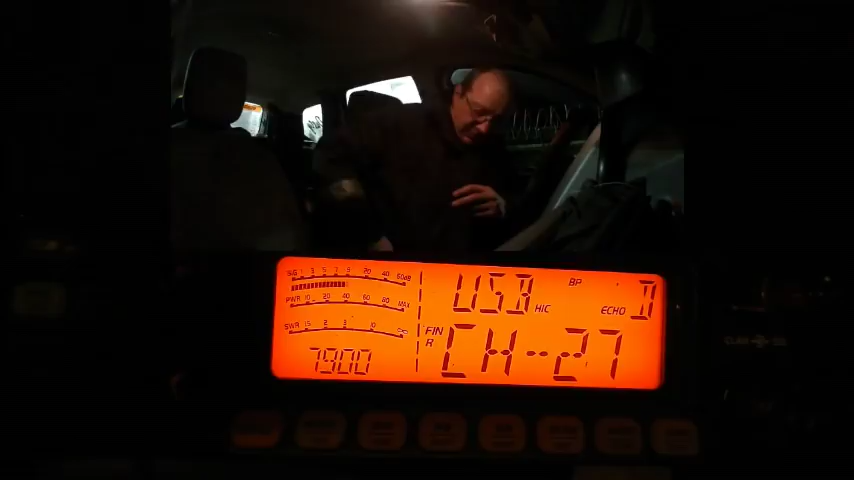 SIG 1 3 5 7 9 20 40 60dB
PWR 10 20 40 60 80 MAX
SWR 1.5 2 3 10 ∞
7900
USB HIC BP ECHO D
FIN R CH--27